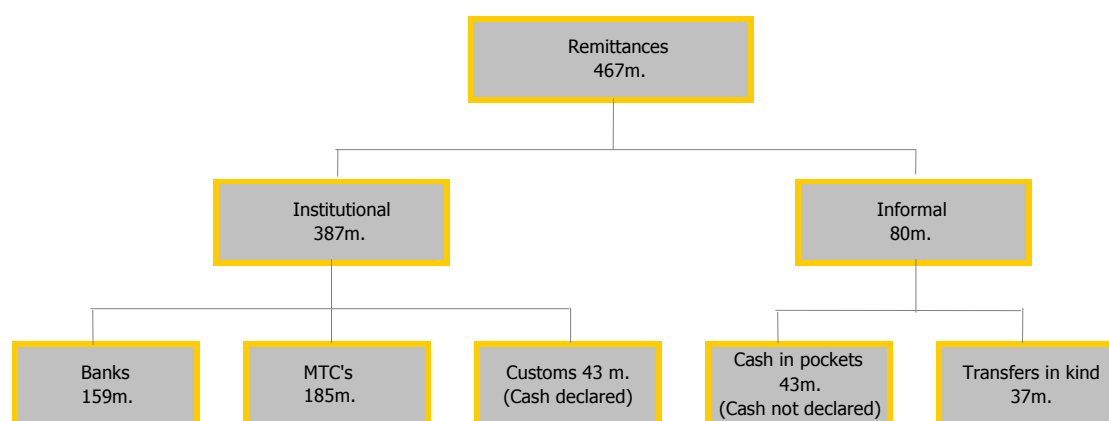 Remittances
467m.
Institutional
387m.
Informal
80m.
Banks
159m.
MTC's
185m.
Customs 43 m.
(Cash declared)
Cash in pockets
43m.
(Cash not declared)
Transfers in kind
37m.